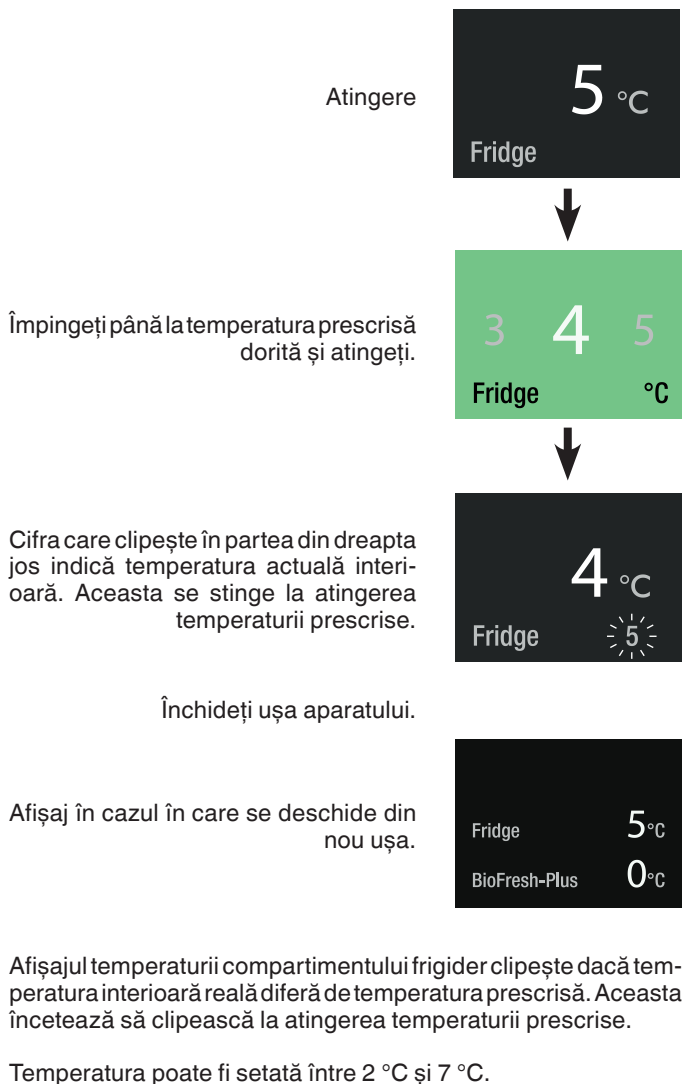 5 °C
Atingere
Fridge
Împingeți până la temperatura prescrisă
dorită și atingeți.
3 4 5
Fridge °C
Cifra care clipește în partea din dreapta
jos indică temperatura actuală interi-
oară. Aceasta se stinge la atingerea
temperaturii prescrise.
4 °C
Fridge 5
Închideți ușa aparatului.
Afișaj în cazul în care se deschide din
nou ușa.
Fridge 5°C
BioFresh-Plus 0°C
Afișajul temperaturii compartimentului frigider clipește dacă tem-
peratura interioară reală diferă de temperatura prescrisă. Aceasta
încetează să clipească la atingerea temperaturii prescrise.
Temperatura poate fi setată între 2 °C și 7 °C.